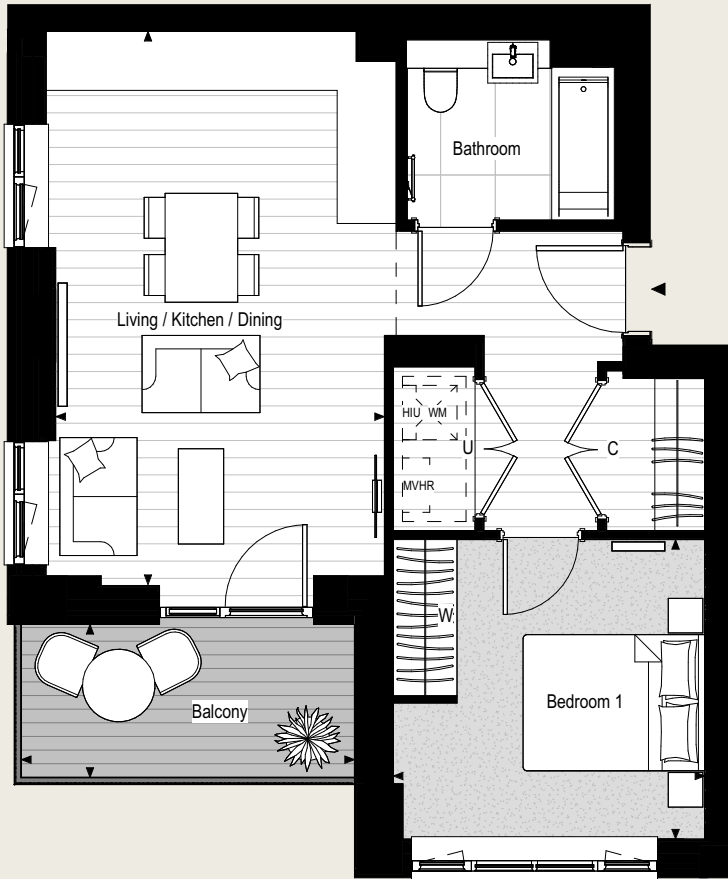 Bathroom
Living / Kitchen / Dining
HIU WM
U
C
MVHR
W
Bedroom 1
Balcony